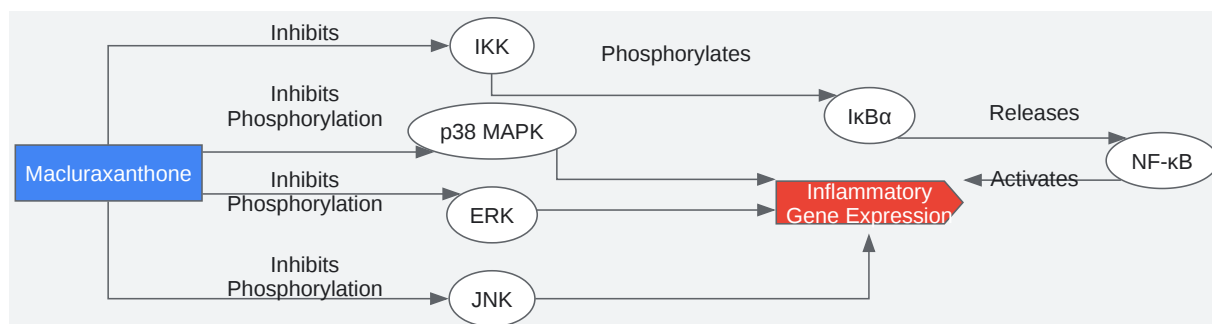 Inhibits
IKK
Phosphorylates
Inhibits
Phosphorylation
IκBα
Releases
p38 MAPK
NF-κB
Macluraxanthone
Inhibits
Phosphorylation
Activates
Inflammatory
Gene Expression
ERK
Inhibits
Phosphorylation
JNK